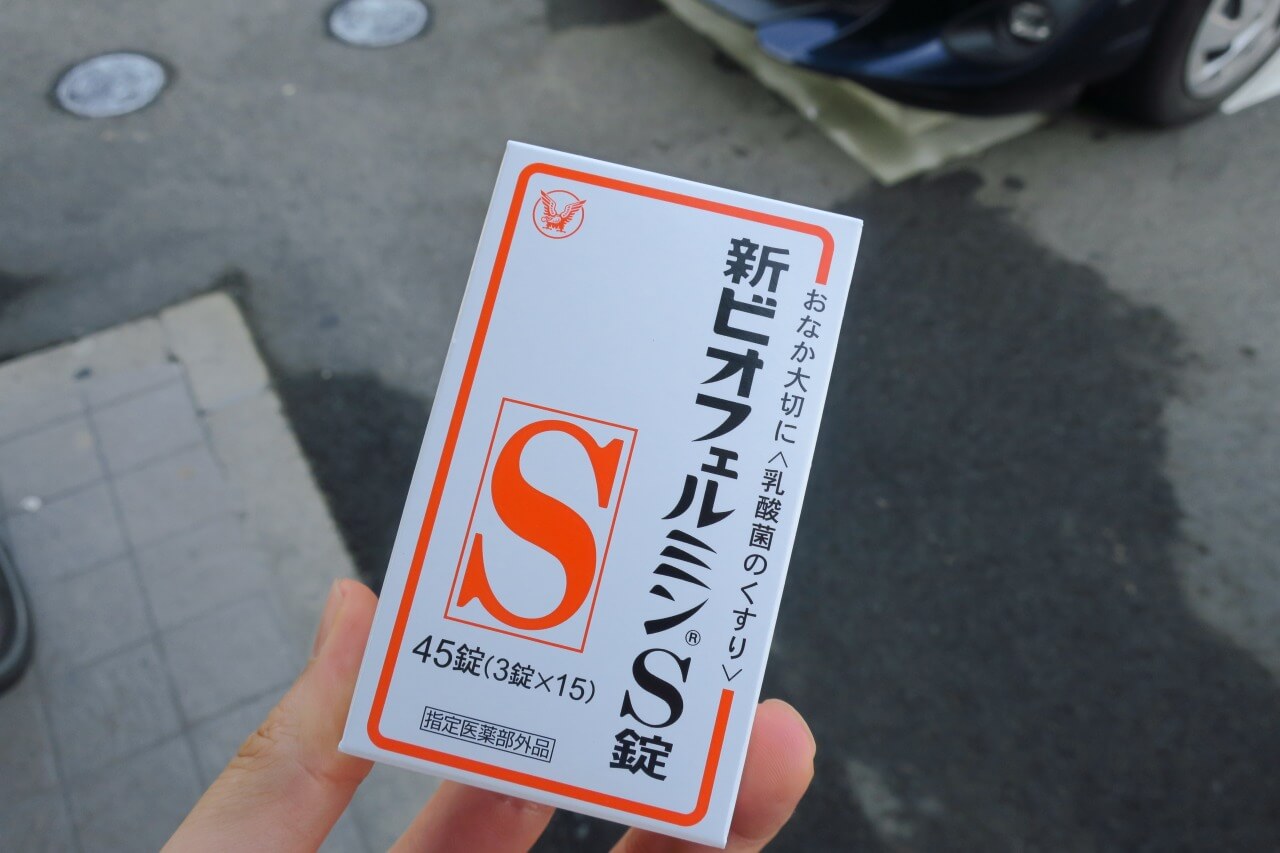 おなか大切に〈乳酸菌のくすり〉
新ビオフェルミン®S錠
S
45錠(3錠×15)
指定医薬部外品